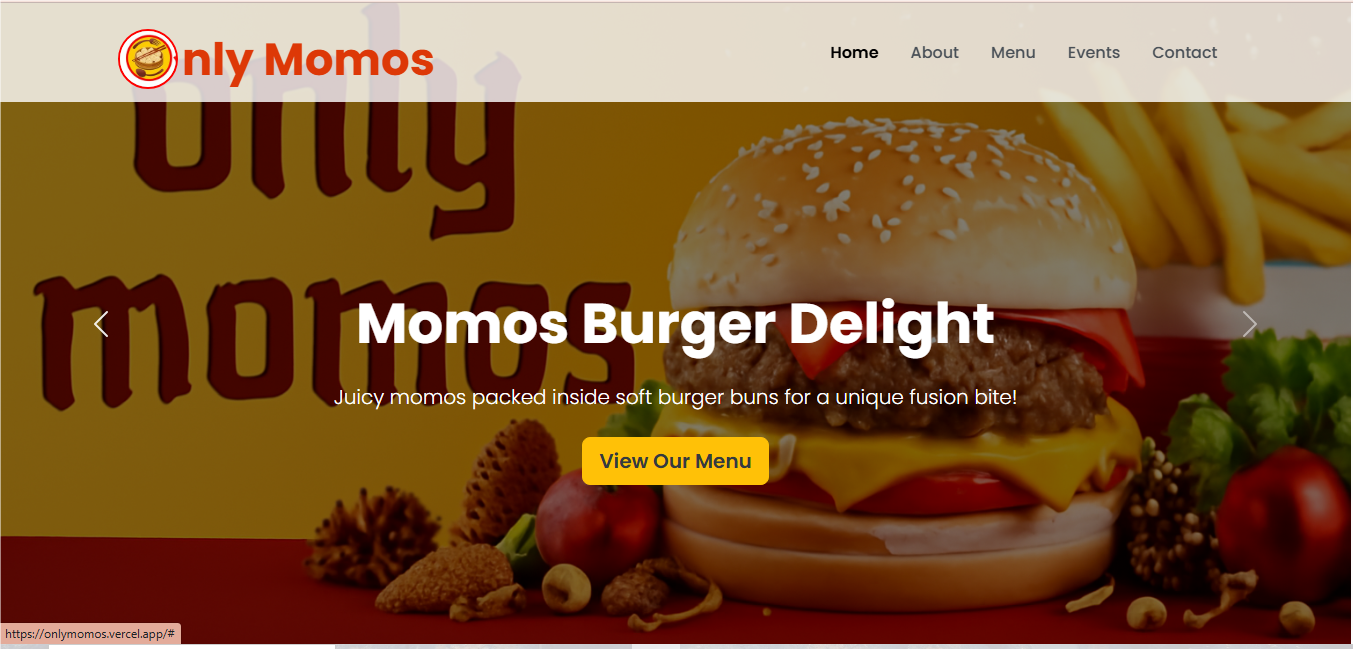 nly Momos
Home About Menu Events Contact
only
momos
Momos Burger Delight
Juicy momos packed inside soft burger buns for a unique fusion bite!
View Our Menu
https://onlymomos.vercel.app/#